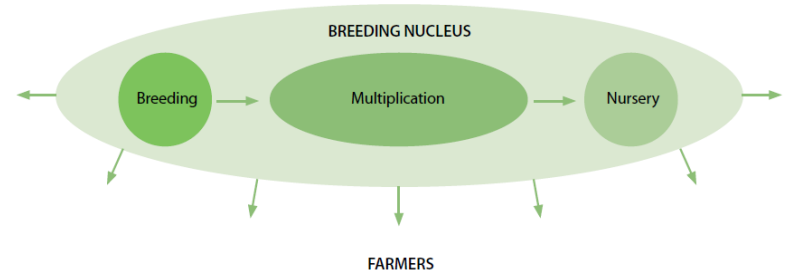 BREEDING NUCLEUS
Breeding
Multiplication
Nursery
FARMERS